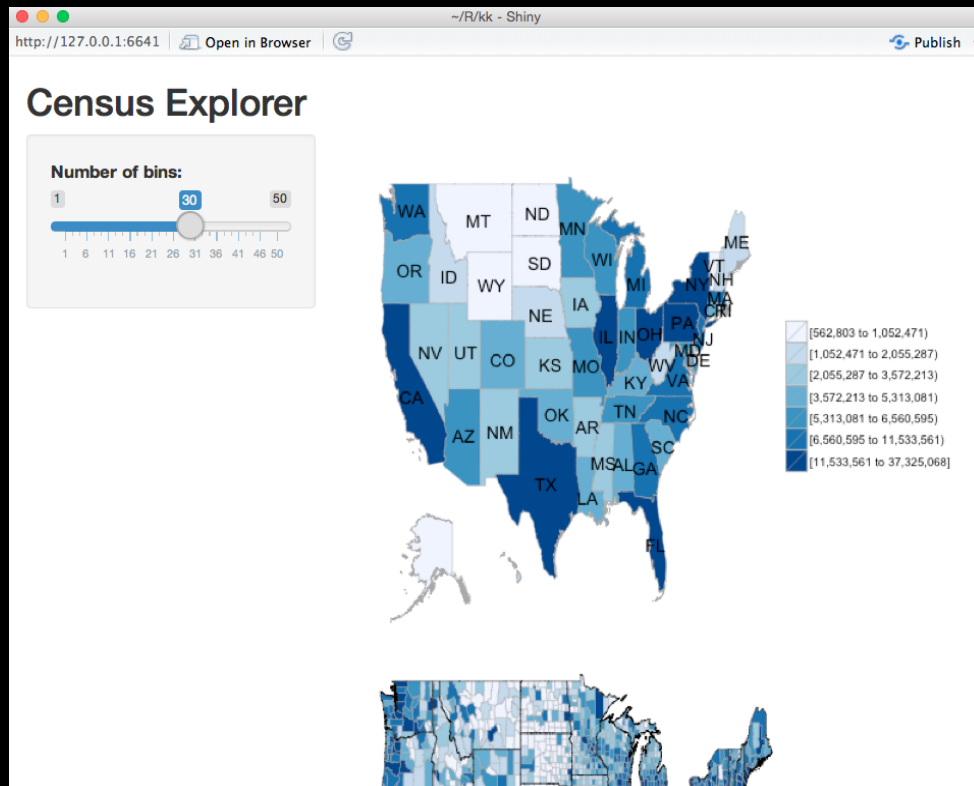 ~/R/kk - Shiny
http://127.0.0.1:6641 Open in Browser Publish
Census Explorer
Number of bins:
1 30 50
1 6 11 16 21 26 31 36 41 46 50
WA MT ND MN ME
OR ID SD WI VT NH
WY MI NY MA
NE IA CT RI
NV UT CO KS MO IL IN OH PA NJ
MD DE WV VA KY
CA AZ NM OK AR TN NC
SC
MS AL GA
TX LA
FL
[562,803 to 1,052,471)
[1,052,471 to 2,055,287)
[2,055,287 to 3,572,213)
[3,572,213 to 5,313,081)
[5,313,081 to 6,560,595)
[6,560,595 to 11,533,561)
[11,533,561 to 37,325,068]